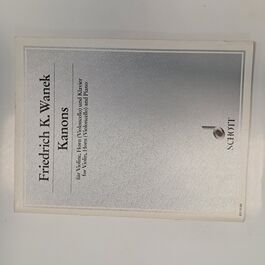 Friedrich K. Wanek
Kanons
für Violine, Horn (Violoncello) und Klavier
for Violin, Horn (Violoncello) and Piano
SCHOTT